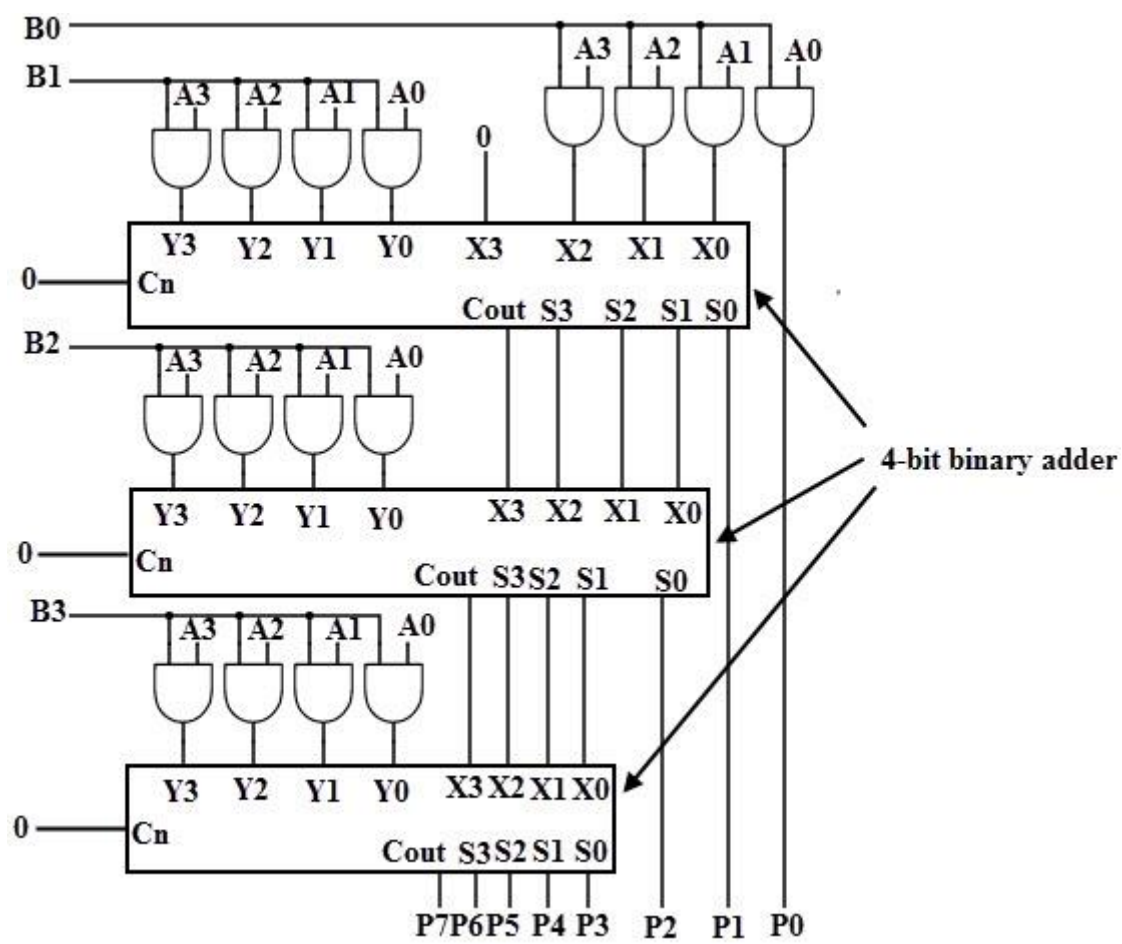 B0
A3 A2 A1 A0
B1
A3 A2 A1 A0
0
Y3 Y2 Y1 Y0 X3 X2 X1 X0
0
Cn
Cout S3 S2 S1 S0
B2
A3 A2 A1 A0
4-bit binary adder
Y3 Y2 Y1 Y0 X3 X2 X1 X0
0
Cn
Cout S3 S2 S1 S0
B3
A3 A2 A1 A0
Y3 Y2 Y1 Y0 X3 X2 X1 X0
0
Cn
Cout S3 S2 S1 S0
P7 P6 P5 P4 P3 P2 P1 P0